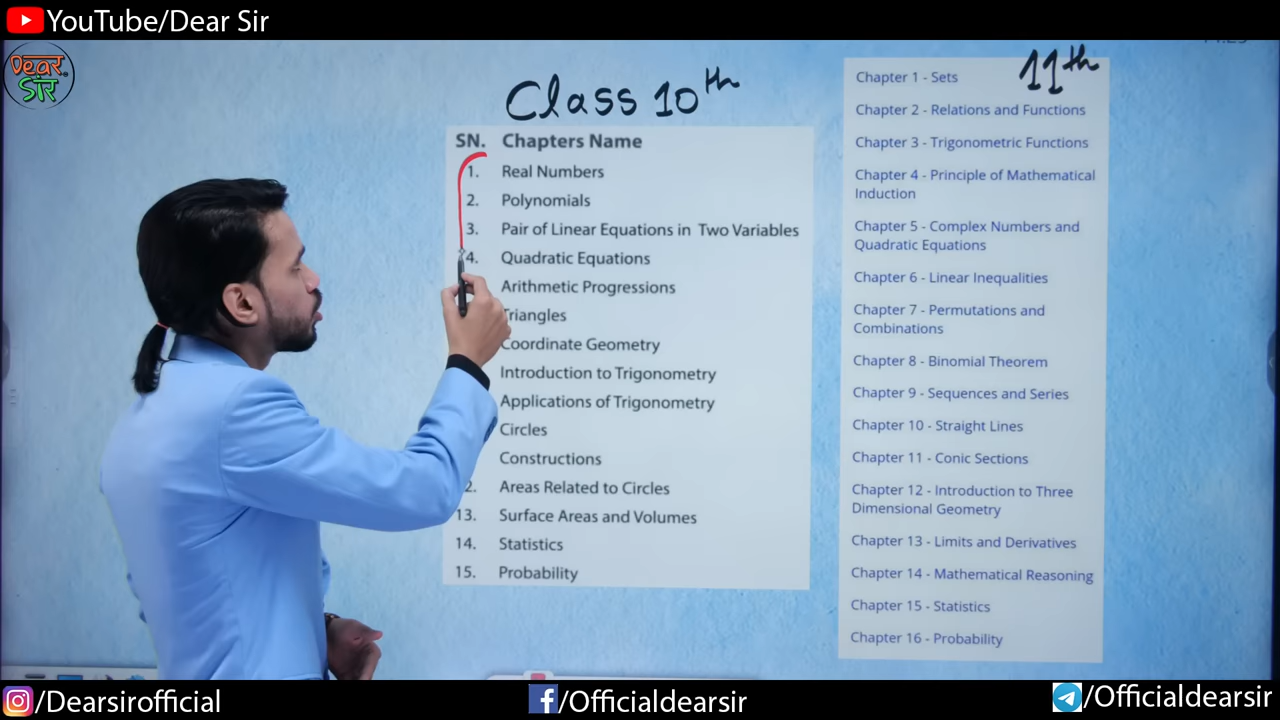 YouTube/Dear Sir
Dear
Sir
Class 10th
SN. Chapters Name
1. Real Numbers
2. Polynomials
3. Pair of Linear Equations in Two Variables
4. Quadratic Equations
Arithmetic Progressions
Triangles
Coordinate Geometry
Introduction to Trigonometry
Applications of Trigonometry
Circles
Constructions
2. Areas Related to Circles
13. Surface Areas and Volumes
14. Statistics
15. Probability
11th
Chapter 1 - Sets
Chapter 2 - Relations and Functions
Chapter 3 - Trigonometric Functions
Chapter 4 - Principle of Mathematical
Induction
Chapter 5 - Complex Numbers and
Quadratic Equations
Chapter 6 - Linear Inequalities
Chapter 7 - Permutations and
Combinations
Chapter 8 - Binomial Theorem
Chapter 9 - Sequences and Series
Chapter 10 - Straight Lines
Chapter 11 - Conic Sections
Chapter 12 - Introduction to Three
Dimensional Geometry
Chapter 13 - Limits and Derivatives
Chapter 14 - Mathematical Reasoning
Chapter 15 - Statistics
Chapter 16 - Probability
/Dearsirofficial
/Officialdearsir
/Officialdearsir